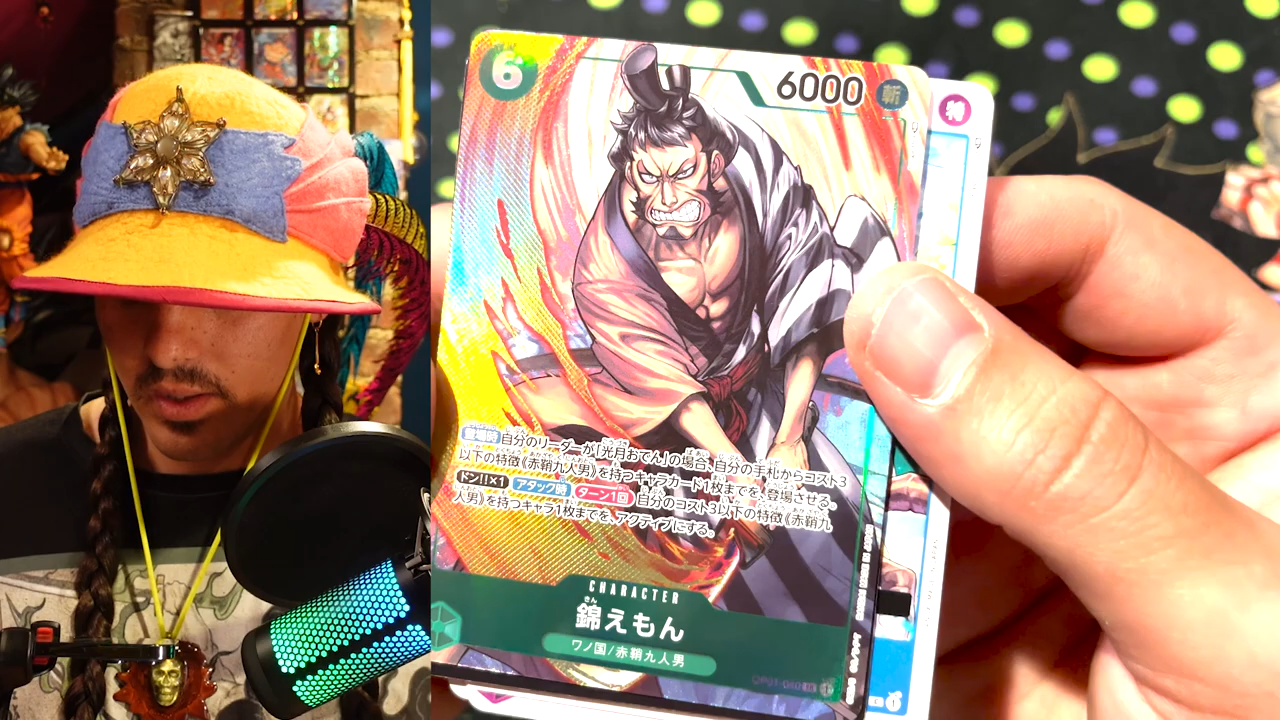 6
6000
斬
特
登場時 自分のリーダーが「光月おでん」の場合、自分の手札からコスト3
以下の特徴《赤鞘九人男》を持つキャラカード1枚までを、登場させる。
ドン!!×1 アタック時 ターン1回 自分のコスト3以下の特徴《赤鞘九
人男》を持つキャラ1枚までを、アクティブにする。
CHARACTER
きん
錦えもん
ワノ国/赤鞘九人男